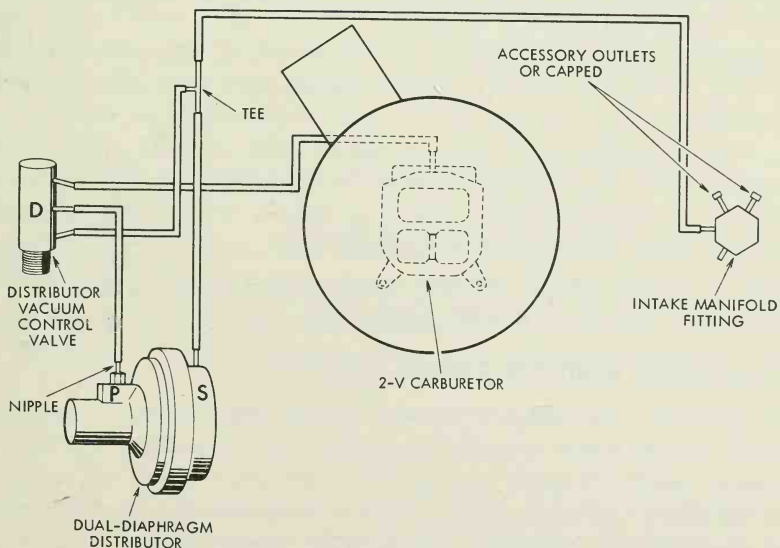 ACCESSORY OUTLETS
OR CAPPED
TEE
D
DISTRIBUTOR
VACUUM
CONTROL
VALVE
INTAKE MANIFOLD
FITTING
2-V CARBURETOR
NIPPLE
P
S
DUAL-DIAPHRAGM
DISTRIBUTOR